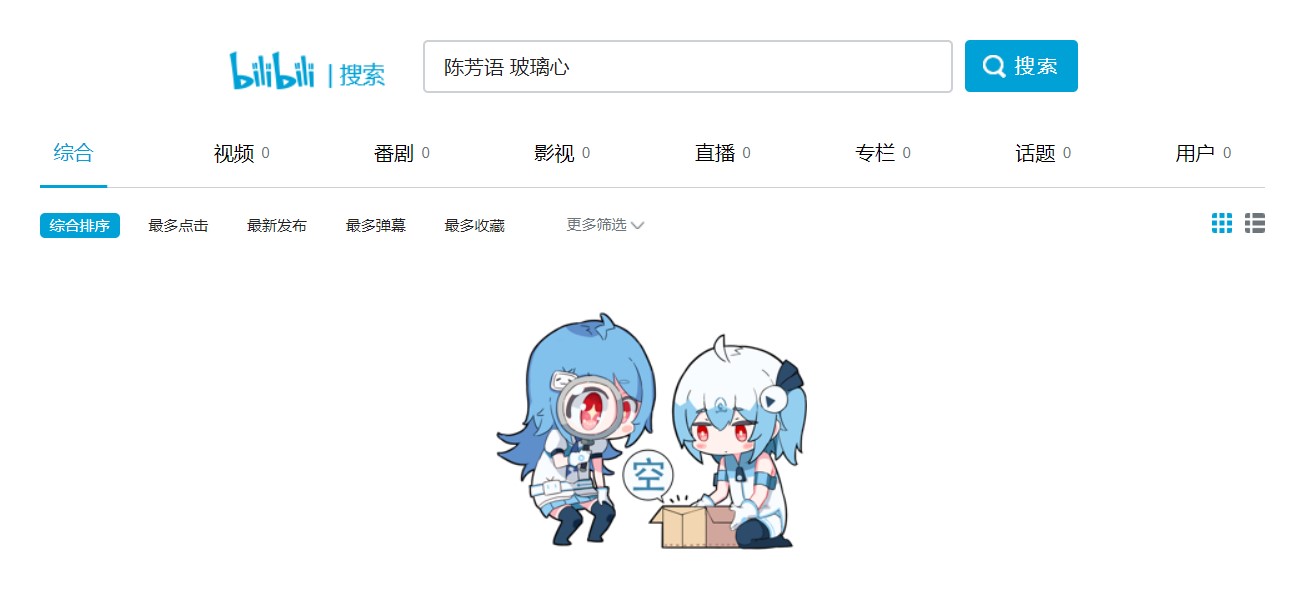 bilibili | 搜索
陈芳语 玻璃心
搜索
综合 视频 0 番剧 0 影视 0 直播 0 专栏 0 话题 0 用户 0
综合排序 最多点击 最新发布 最多弹幕 最多收藏 更多筛选
空